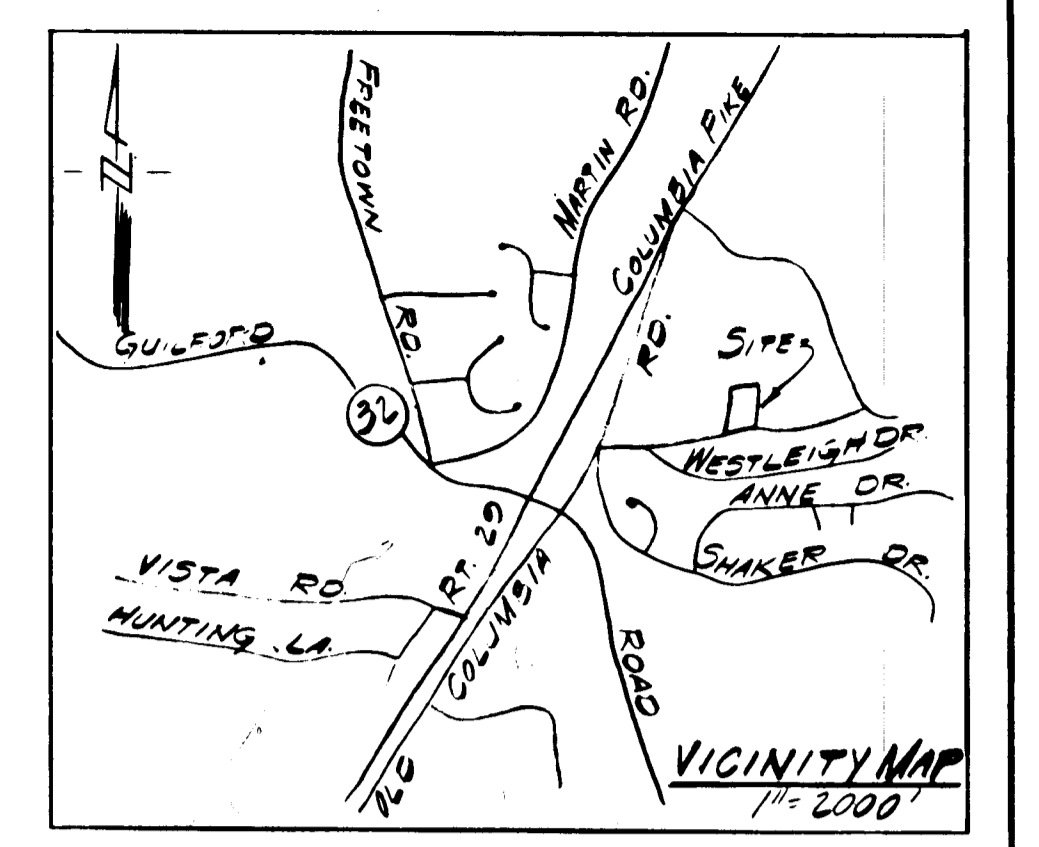 FREETOWN
RD.
MARTIN RD.
COLUMBIA PIKE
N
RD.
SITE
GUILFORD
32
WESTLEIGH DR.
ANNE DR.
SHAKER DR.
RT. 29
VISTA RD.
HUNTING LA.
COLUMBIA
ROAD
OLD
VICINITY MAP
1"= 2000'